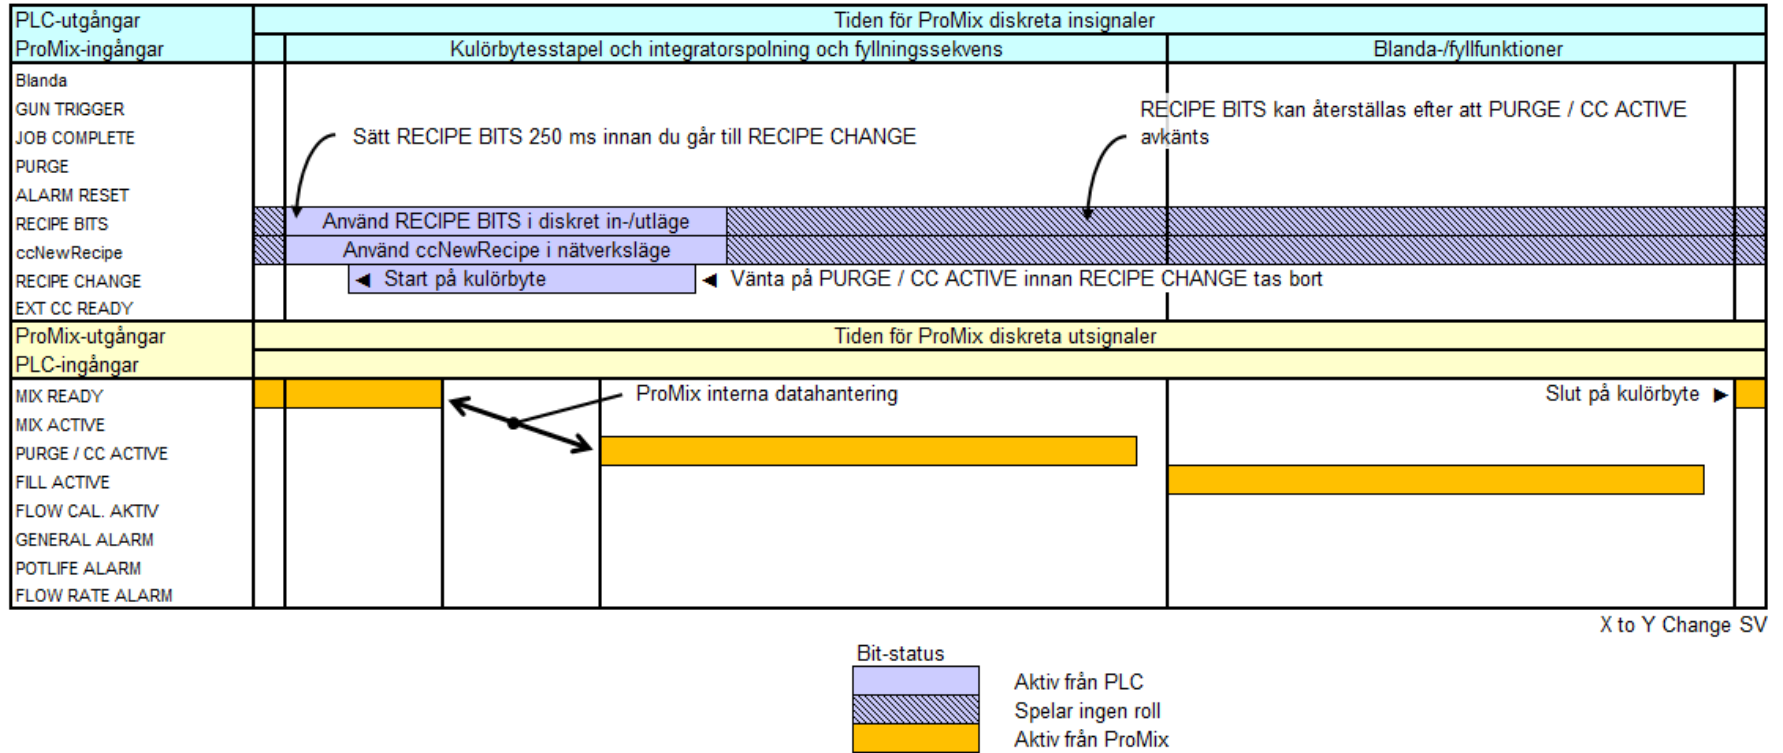 PLC-utgångar
Tiden för ProMix diskreta insignaler
ProMix-ingångar
Kulörbytesstapel och integratorspolning och fyllningssekvens
Blanda-/fyllfunktioner
Blanda
GUN TRIGGER
RECIPE BITS kan återställas efter att PURGE / CC ACTIVE
avkänts
JOB COMPLETE
Sätt RECIPE BITS 250 ms innan du går till RECIPE CHANGE
PURGE
ALARM RESET
RECIPE BITS
Använd RECIPE BITS i diskret in-/utläge
ccNewRecipe
Använd ccNewRecipe i nätverksläge
RECIPE CHANGE
◄ Start på kulörbyte
◄ Vänta på PURGE / CC ACTIVE innan RECIPE CHANGE tas bort
EXT CC READY
ProMix-utgångar
Tiden för ProMix diskreta utsignaler
PLC-ingångar
MIX READY
ProMix interna datahantering
Slut på kulörbyte ►
MIX ACTIVE
PURGE / CC ACTIVE
FILL ACTIVE
FLOW CAL. AKTIV
GENERAL ALARM
POTLIFE ALARM
FLOW RATE ALARM
X to Y Change SV
Bit-status
Aktiv från PLC
Spelar ingen roll
Aktiv från ProMix